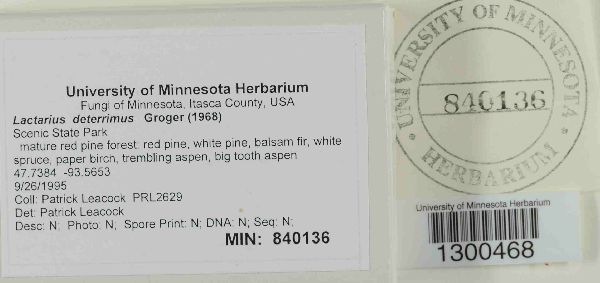 University of Minnesota Herbarium
Fungi of Minnesota, Itasca County, USA
Lactarius deterrimus Groger (1968)
Scenic State Park
mature red pine forest: red pine, white pine, balsam fir, white
spruce, paper birch, trembling aspen, big tooth aspen
47.7384 -93.5653
9/26/1995
Coll: Patrick Leacock PRL2629
Det: Patrick Leacock
Desc: N; Photo: N; Spore Print: N; DNA: N; Seq: N;
MIN: 840136
UNIVERSITY OF MINNESOTA
840136
HERBARIUM
University of Minnesota Herbarium
1300468